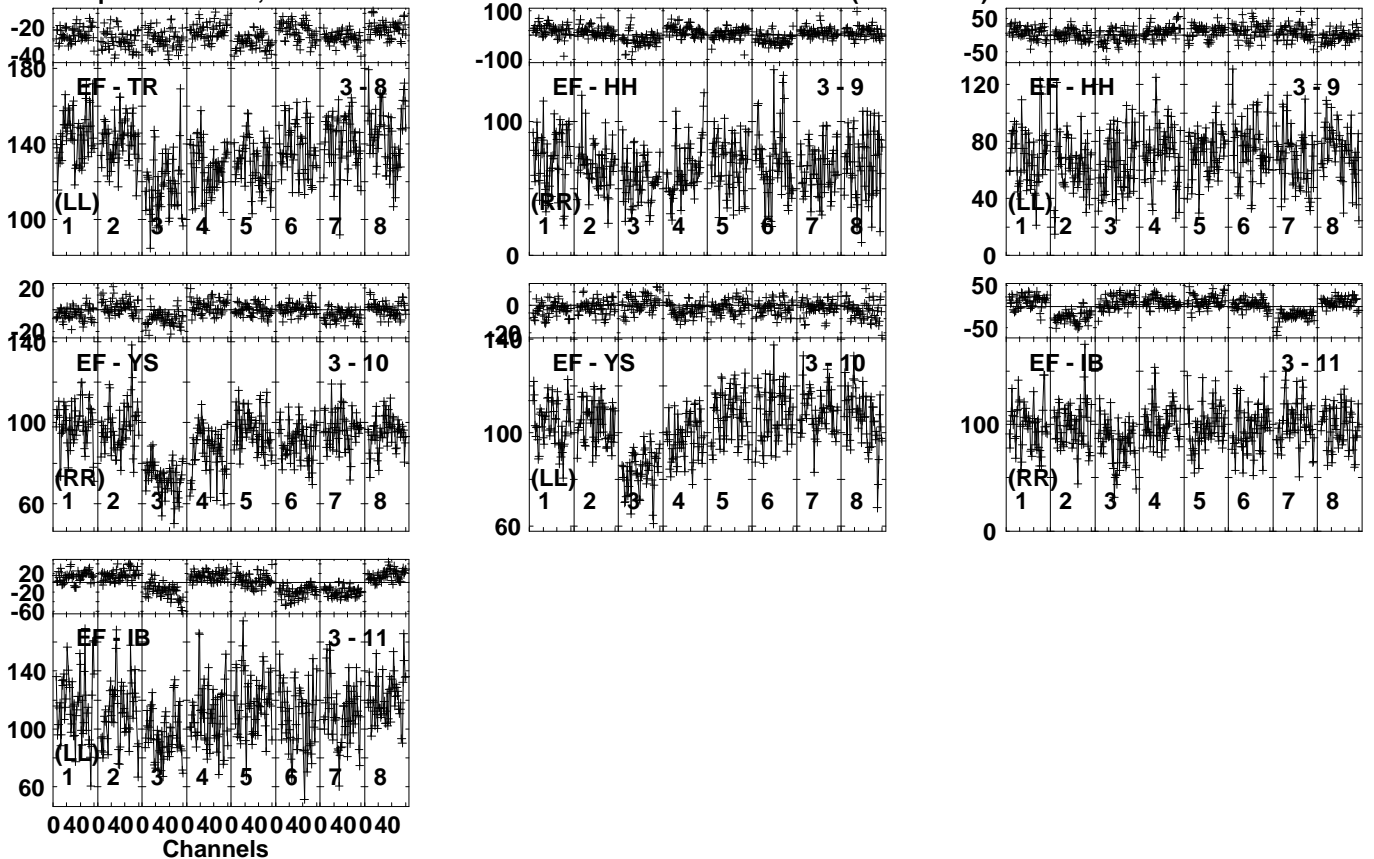 -20
-40
180
EF - TR 3 - 8
140
(LL)
100
1 2 3 4 5 6 7 8
100
-100
EF - HH 3 - 9
100
(RR)
1 2 3 4 5 6 7 8
0
50
-50
120
EF - HH 3 - 9
80
40
(LL)
1 2 3 4 5 6 7 8
0
20
-20
140
EF - YS 3 - 10
100
(RR)
60
1 2 3 4 5 6 7 8
0
-20
140
EF - YS 3 - 10
100
(LL)
1 2 3 4 5 6 7 8
60
50
-50
EF - IB 3 - 11
100
(RR)
1 2 3 4 5 6 7 8
0
20
-20
-60
EF - IB 3 - 11
140
100
(LL)
60
1 2 3 4 5 6 7 8
0 40 0 40 0 40 0 40 0 40 0 40 0 40 0 40
Channels